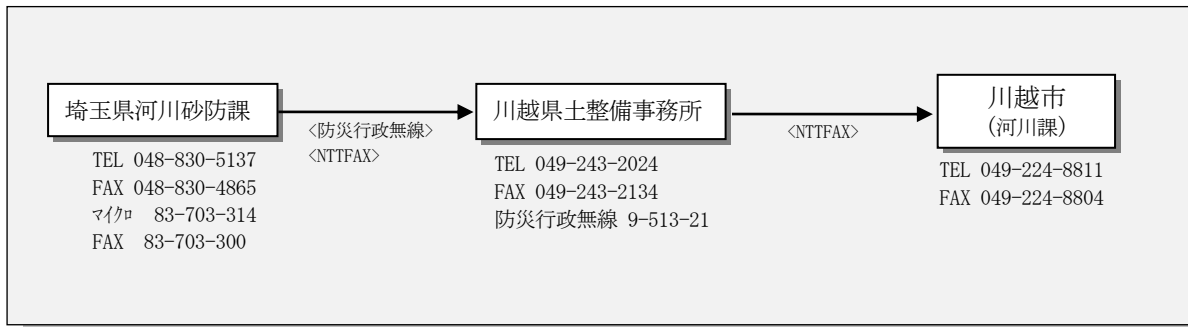 埼玉県河川砂防課
TEL 048-830-5137
FAX 048-830-4865
ﾏｲｸﾛ 83-703-314
FAX 83-703-300
<防災行政無線>
<NTTFAX>
川越県土整備事務所
TEL 049-243-2024
FAX 049-243-2134
防災行政無線 9-513-21
<NTTFAX>
川越市
(河川課)
TEL 049-224-8811
FAX 049-224-8804